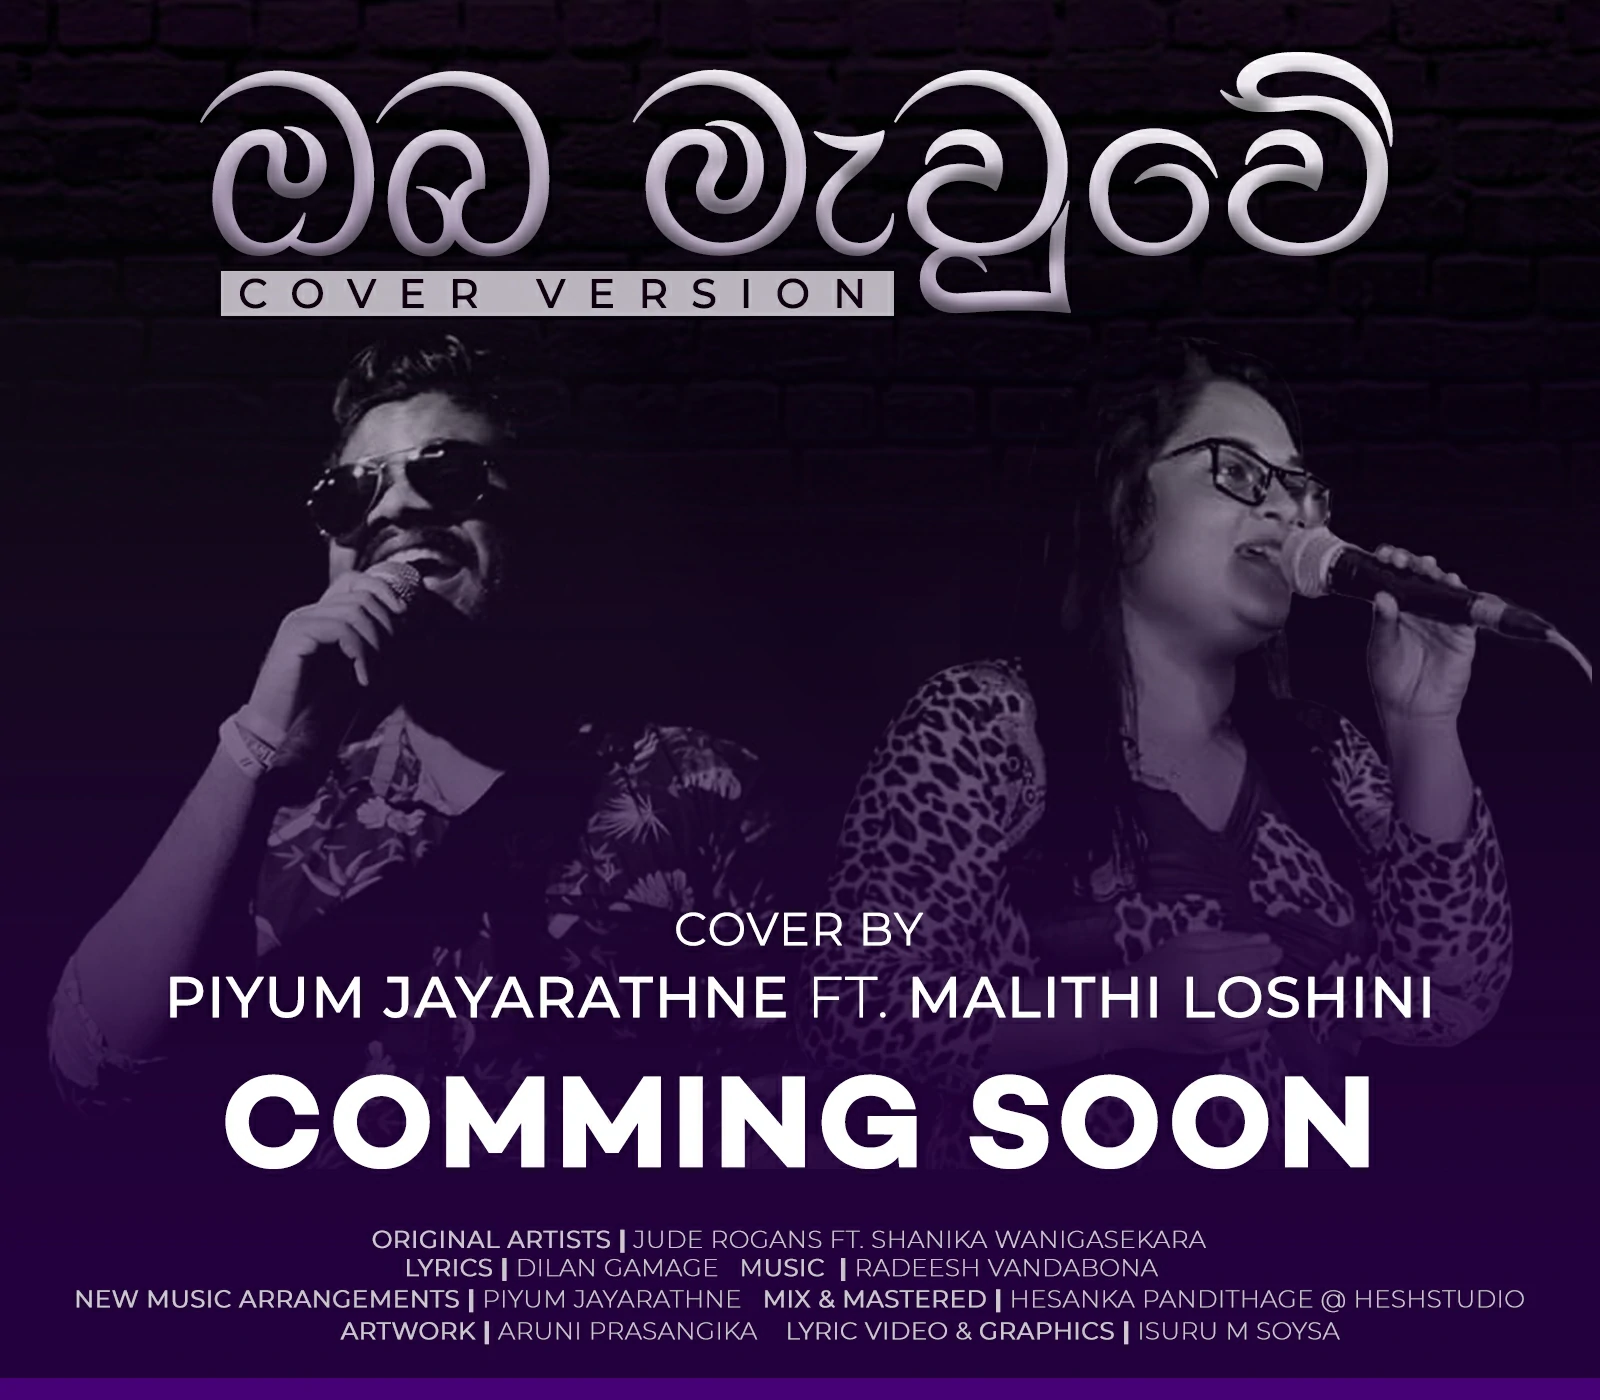 ඔබ මැවූවේ
COVER VERSION
COVER BY
PIYUM JAYARATHNE FT. MALITHI LOSHINI
COMMING SOON
ORIGINAL ARTISTS | JUDE ROGANS FT. SHANIKA WANIGASEKARA
LYRICS | DILAN GAMAGE MUSIC | RADEESH VANDABONA
NEW MUSIC ARRANGEMENTS | PIYUM JAYARATHNE MIX & MASTERED | HESANKA PANDITHAGE @ HESHSTUDIO
ARTWORK | ARUNI PRASANGIKA LYRIC VIDEO & GRAPHICS | ISURU M SOYSA